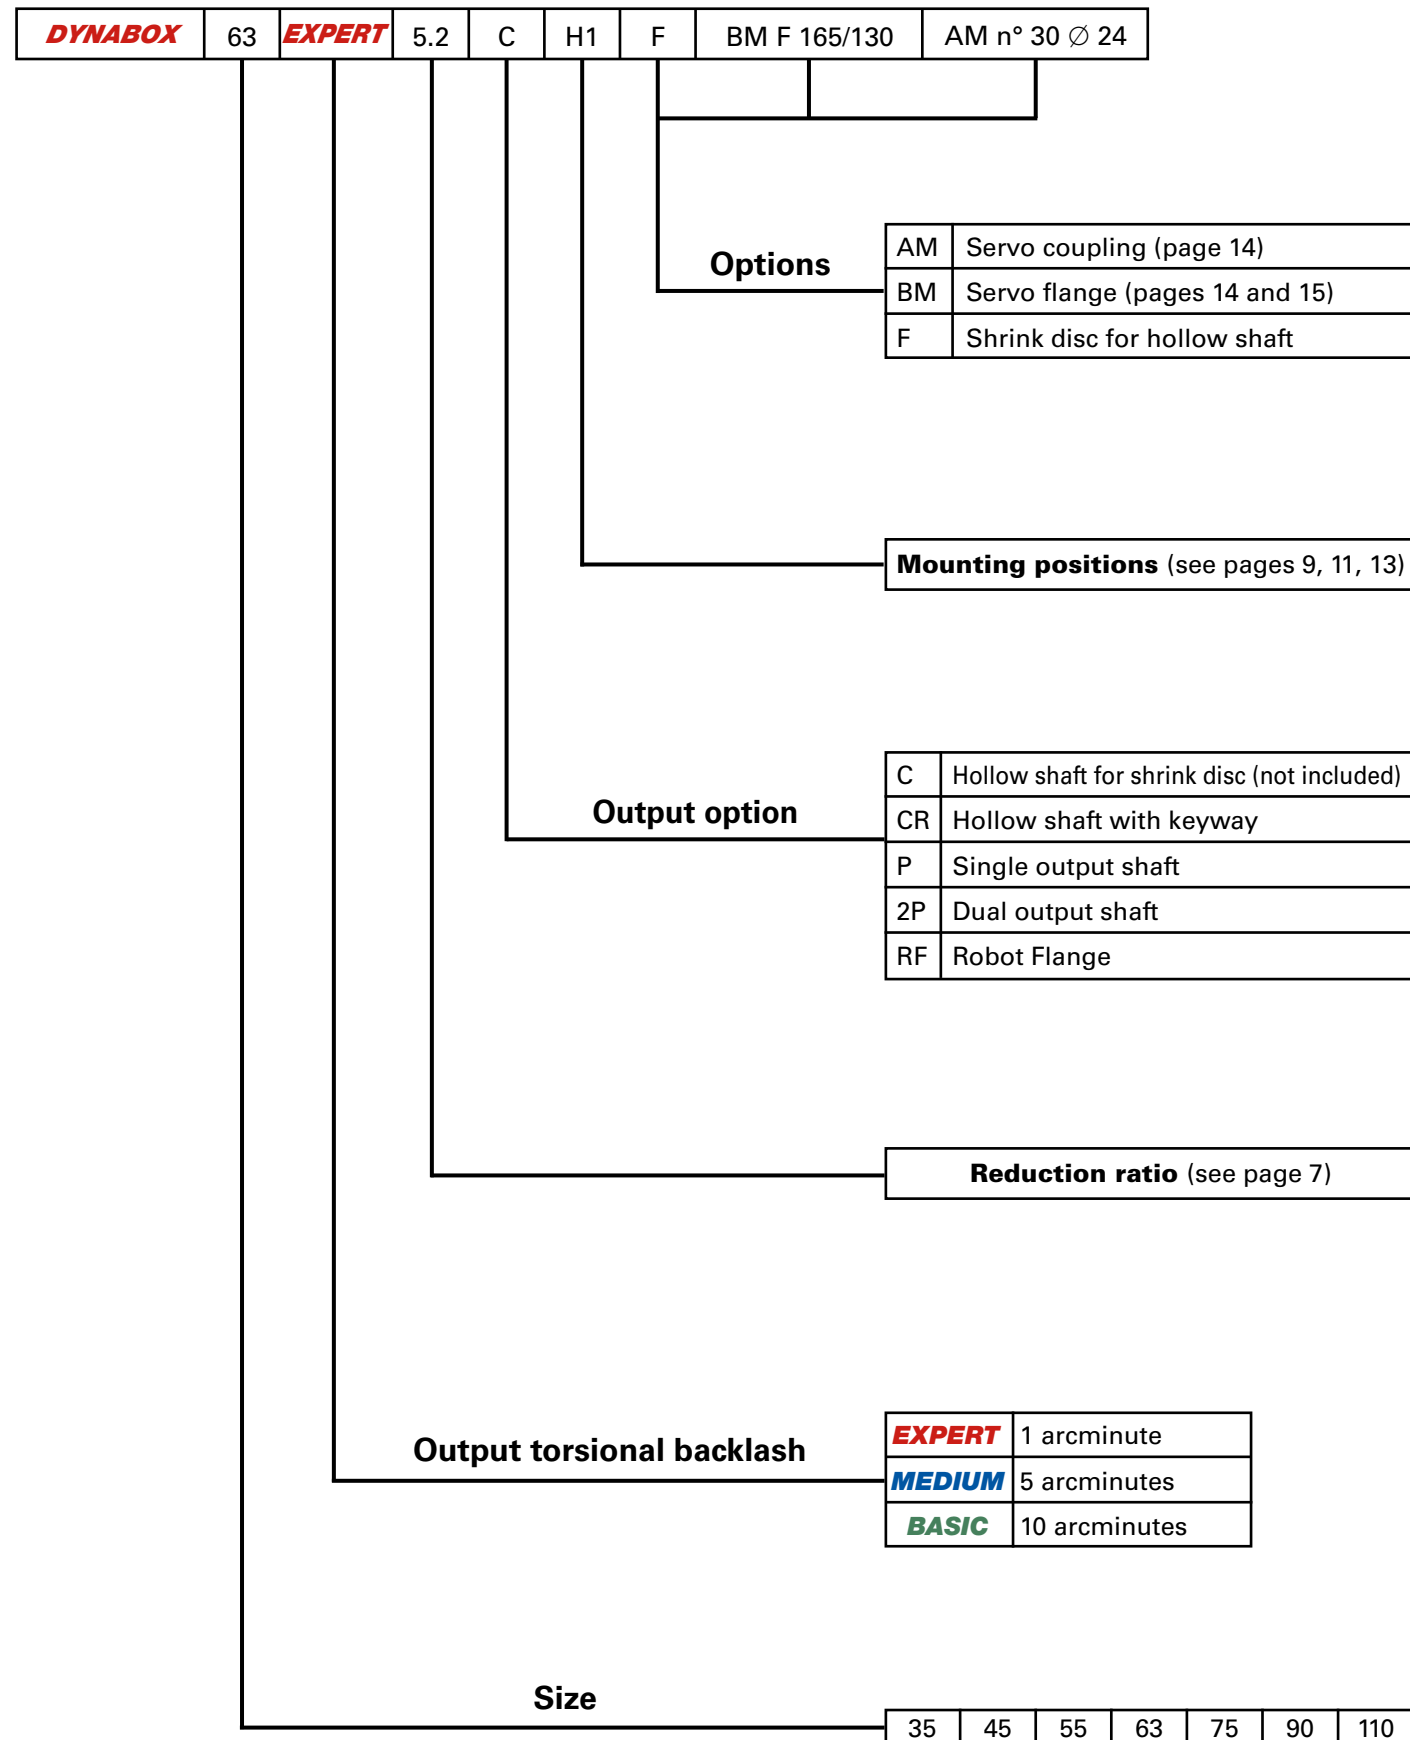 DYNABOX 63 EXPERT 5.2 C H1 F BM F 165/130 AM n° 30 ∅ 24
Options
AM Servo coupling (page 14)
BM Servo flange (pages 14 and 15)
F Shrink disc for hollow shaft
Mounting positions (see pages 9, 11, 13)
Output option
C Hollow shaft for shrink disc (not included)
CR Hollow shaft with keyway
P Single output shaft
2P Dual output shaft
RF Robot Flange
Reduction ratio (see page 7)
Output torsional backlash
EXPERT 1 arcminute
MEDIUM 5 arcminutes
BASIC 10 arcminutes
Size
35 45 55 63 75 90 110